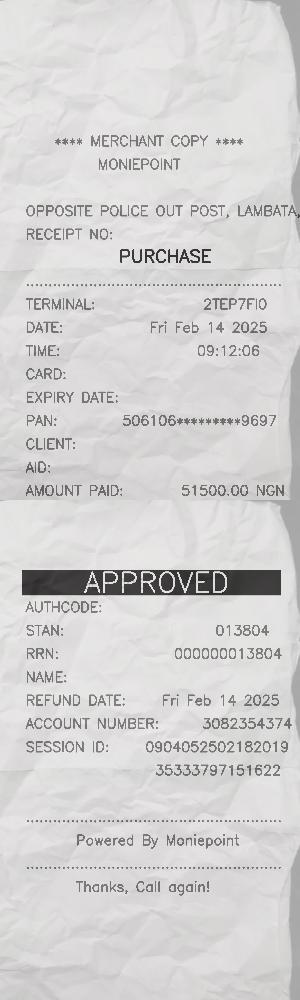 **** MERCHANT COPY ****
MONIEPOINT
OPPOSITE POLICE OUT POST, LAMBATA,
RECEIPT NO:
PURCHASE
TERMINAL: 2TEP7FI0
DATE: Fri Feb 14 2025
TIME: 09:12:06
CARD:
EXPIRY DATE:
PAN: 506106*********9697
CLIENT:
AID:
AMOUNT PAID: 51500.00 NGN
APPROVED
AUTHCODE:
STAN: 013804
RRN: 000000013804
NAME:
REFUND DATE: Fri Feb 14 2025
ACCOUNT NUMBER: 3082354374
SESSION ID: 0904052502182019
35333797151622
Powered By Moniepoint
Thanks, Call again!